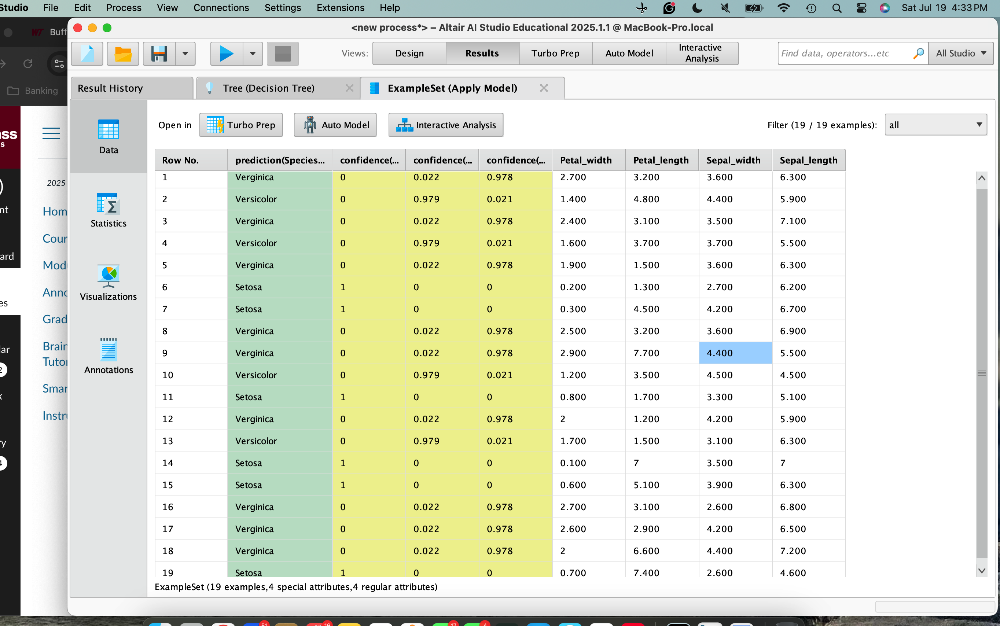 Studio File Edit Process View Connections Settings Extensions Help Sat Jul 19 4:33 PM
WT Buff
<new process*> – Altair AI Studio Educational 2025.1.1 @ MacBook-Pro.local
Views: Design Results Turbo Prep Auto Model Interactive Analysis Find data, operators...etc All Studio
Banking
Result History Tree (Decision Tree) ExampleSet (Apply Model)
Open in Turbo Prep Auto Model Interactive Analysis Filter (19 / 19 examples): all
Data
Statistics
Visualizations
Annotations
Row No. prediction(Species... confidence(... confidence(... confidence(... Petal_width Petal_length Sepal_width Sepal_length
1 Verginica 0 0.022 0.978 2.700 3.200 3.600 6.300
2 Versicolor 0 0.979 0.021 1.400 4.800 4.400 5.900
3 Verginica 0 0.022 0.978 2.400 3.100 3.500 7.100
4 Versicolor 0 0.979 0.021 1.600 3.700 3.700 5.500
5 Verginica 0 0.022 0.978 1.900 1.500 3.600 6.300
6 Setosa 1 0 0 0.200 1.300 2.700 6.200
7 Setosa 1 0 0 0.300 4.500 4.200 6.700
8 Verginica 0 0.022 0.978 2.500 3.200 3.600 6.900
9 Verginica 0 0.022 0.978 2.900 7.700 4.400 5.500
10 Versicolor 0 0.979 0.021 1.200 3.500 4.500 4.500
11 Setosa 1 0 0 0.800 1.700 3.300 5.100
12 Verginica 0 0.022 0.978 2 1.200 4.200 5.900
13 Versicolor 0 0.979 0.021 1.700 1.500 3.100 6.300
14 Setosa 1 0 0 0.100 7 3.500 7
15 Setosa 1 0 0 0.600 5.100 3.900 6.300
16 Verginica 0 0.022 0.978 2.700 3.100 2.600 6.800
17 Verginica 0 0.022 0.978 2.600 2.900 4.200 6.500
18 Verginica 0 0.022 0.978 2 6.600 4.400 7.200
19 Setosa 1 0 0 0.700 7.400 2.600 4.600
ExampleSet (19 examples,4 special attributes,4 regular attributes)
ass
s
nt
ard
es
lar
2
x
ry
4
2025
Hom
Cour
Mod
Anno
Grad
Brain
Tutor
Smar
Instru
51 16 17 4